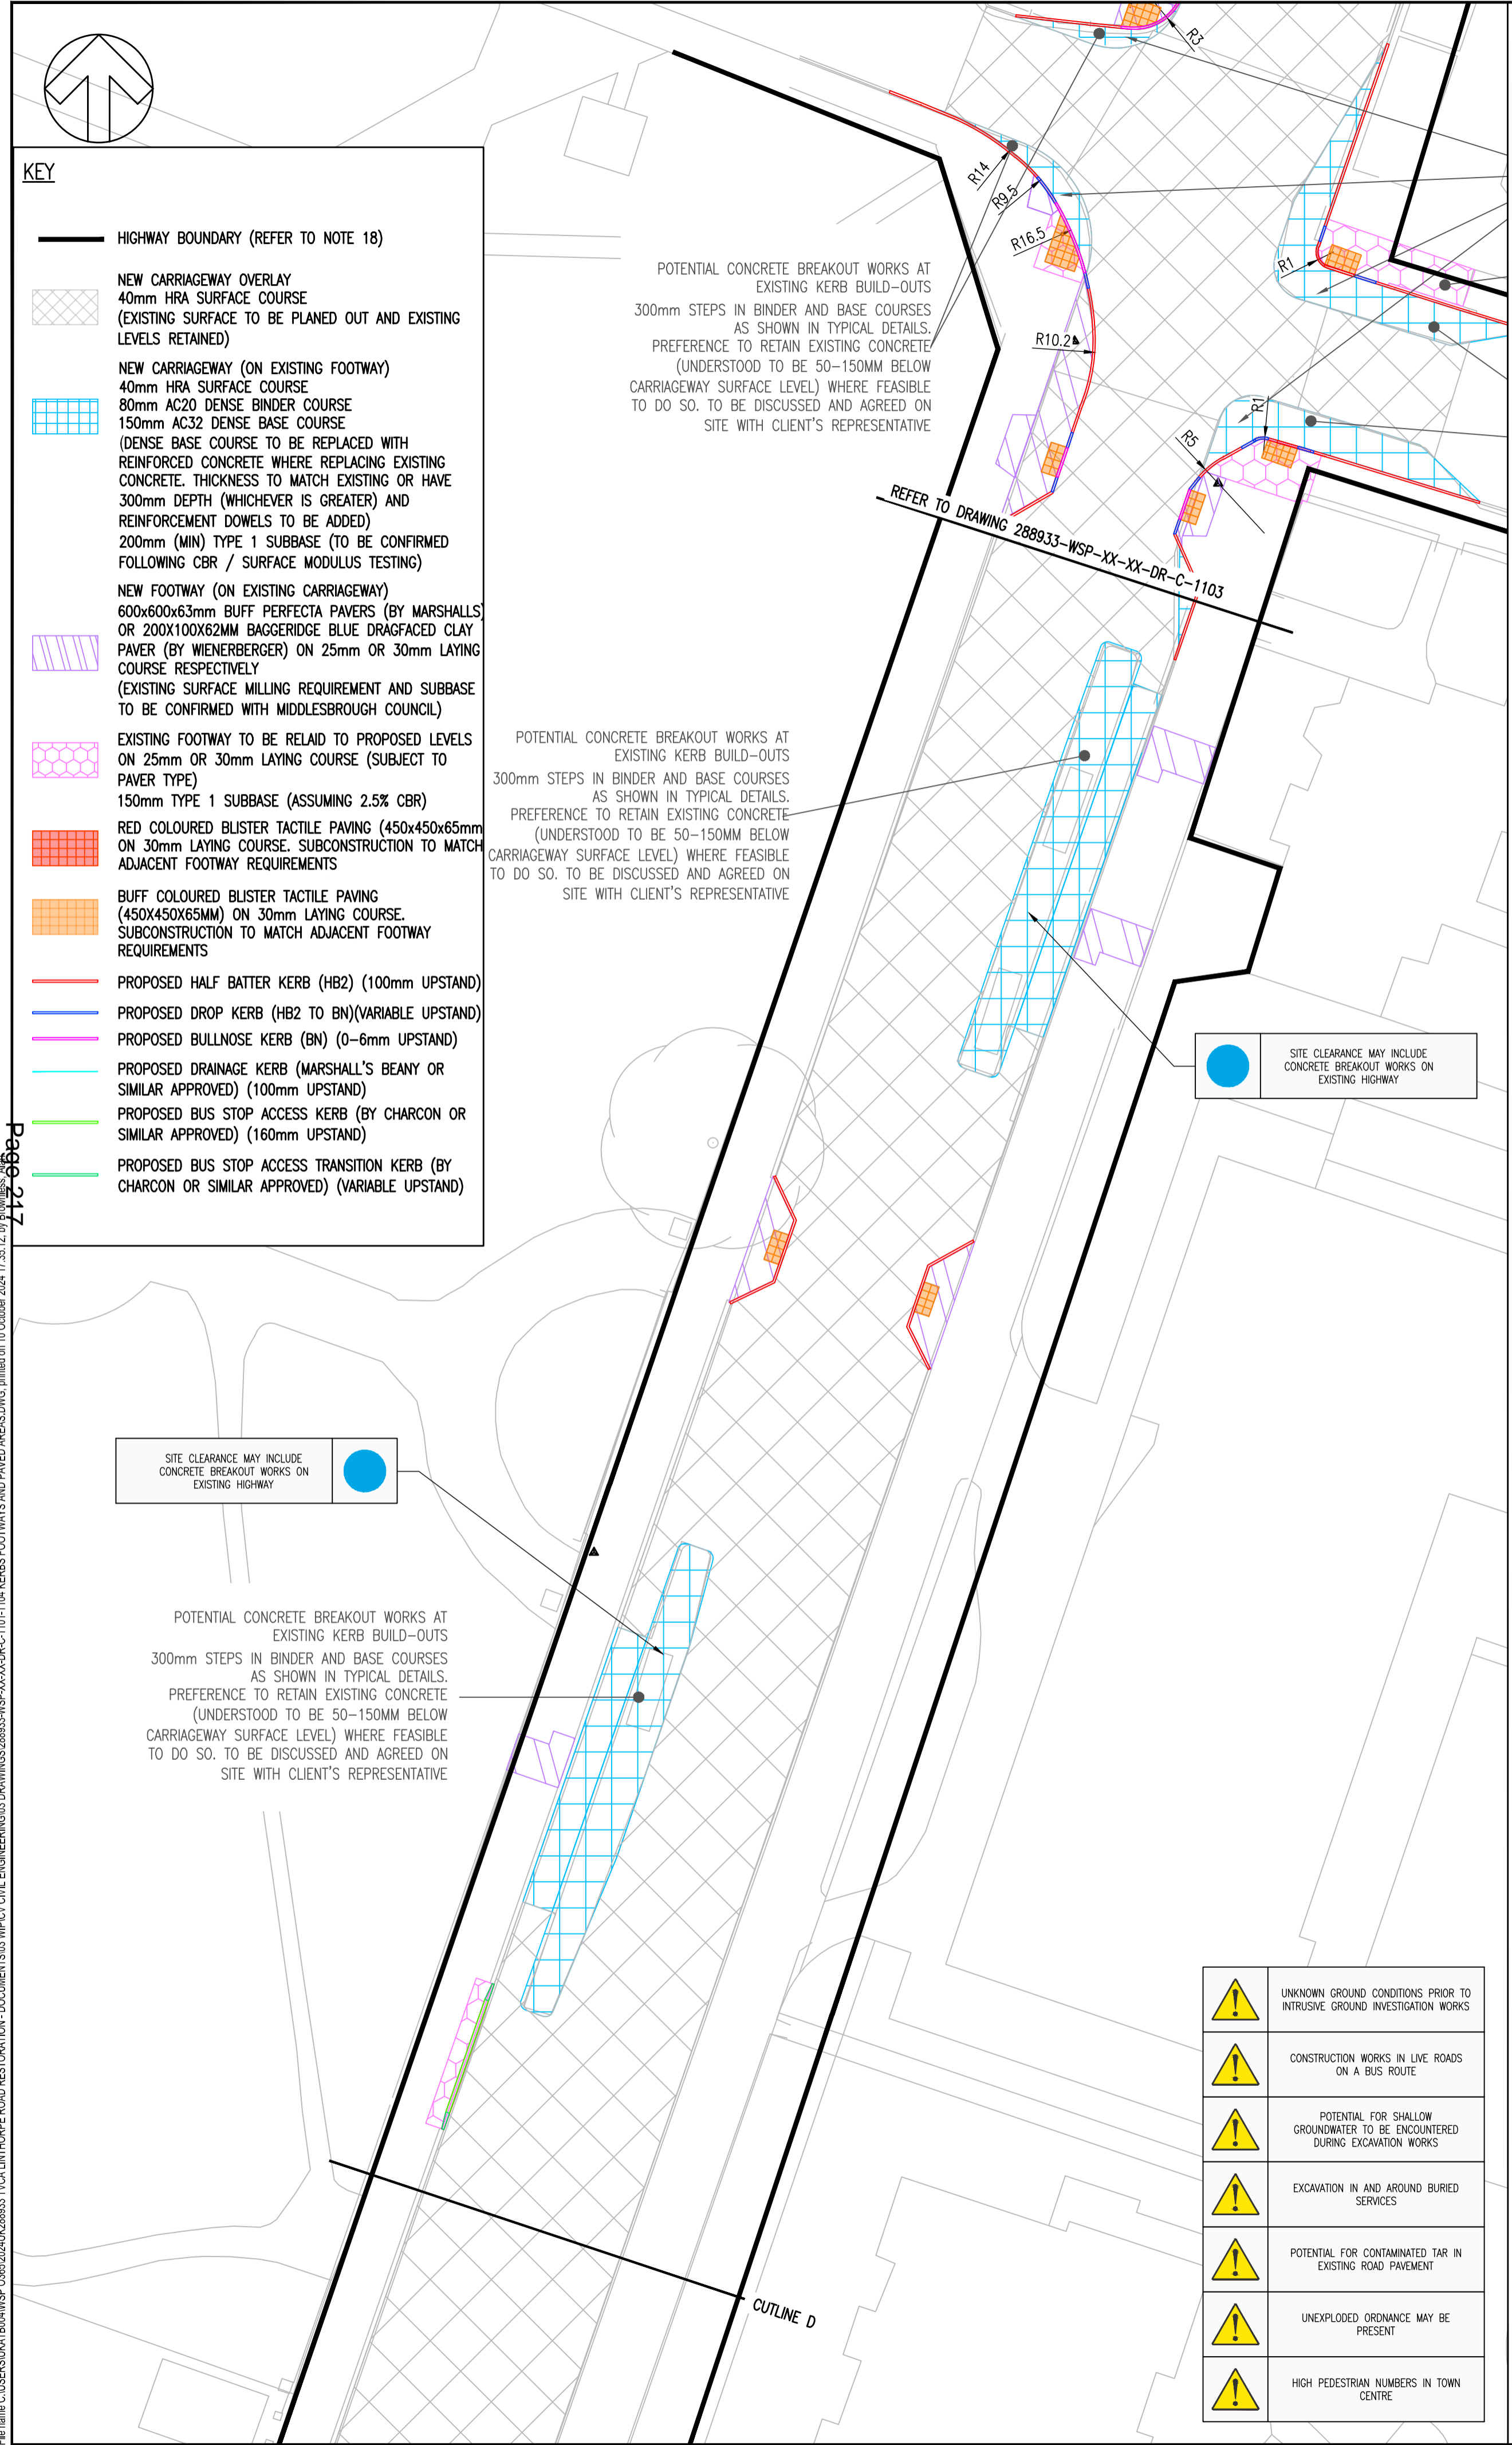 KEY
HIGHWAY BOUNDARY (REFER TO NOTE 18)
NEW CARRIAGEWAY OVERLAY
40mm HRA SURFACE COURSE
(EXISTING SURFACE TO BE PLANED OUT AND EXISTING
LEVELS RETAINED)
NEW CARRIAGEWAY (ON EXISTING FOOTWAY)
40mm HRA SURFACE COURSE
80mm AC20 DENSE BINDER COURSE
150mm AC32 DENSE BASE COURSE
(DENSE BASE COURSE TO BE REPLACED WITH
REINFORCED CONCRETE WHERE REPLACING EXISTING
CONCRETE. THICKNESS TO MATCH EXISTING OR HAVE
300mm DEPTH (WHICHEVER IS GREATER) AND
REINFORCEMENT DOWELS TO BE ADDED)
200mm (MIN) TYPE 1 SUBBASE (TO BE CONFIRMED
FOLLOWING CBR / SURFACE MODULUS TESTING)
NEW FOOTWAY (ON EXISTING CARRIAGEWAY)
600x600x63mm BUFF PERFECTA PAVERS (BY MARSHALLS)
OR 200X100X62MM BAGGERIDGE BLUE DRAGFACED CLAY
PAVER (BY WIENERBERGER) ON 25mm OR 30mm LAYING
COURSE RESPECTIVELY
(EXISTING SURFACE MILLING REQUIREMENT AND SUBBASE
TO BE CONFIRMED WITH MIDDLESBROUGH COUNCIL)
EXISTING FOOTWAY TO BE RELAID TO PROPOSED LEVELS
ON 25mm OR 30mm LAYING COURSE (SUBJECT TO
PAVER TYPE)
150mm TYPE 1 SUBBASE (ASSUMING 2.5% CBR)
RED COLOURED BLISTER TACTILE PAVING (450x450x65mm
ON 30mm LAYING COURSE. SUBCONSTRUCTION TO MATCH
ADJACENT FOOTWAY REQUIREMENTS
BUFF COLOURED BLISTER TACTILE PAVING
(450X450X65MM) ON 30mm LAYING COURSE.
SUBCONSTRUCTION TO MATCH ADJACENT FOOTWAY
REQUIREMENTS
PROPOSED HALF BATTER KERB (HB2) (100mm UPSTAND)
PROPOSED DROP KERB (HB2 TO BN)(VARIABLE UPSTAND)
PROPOSED BULLNOSE KERB (BN) (0-6mm UPSTAND)
PROPOSED DRAINAGE KERB (MARSHALL'S BEANY OR
SIMILAR APPROVED) (100mm UPSTAND)
PROPOSED BUS STOP ACCESS KERB (BY CHARCON OR
SIMILAR APPROVED) (160mm UPSTAND)
PROPOSED BUS STOP ACCESS TRANSITION KERB (BY
CHARCON OR SIMILAR APPROVED) (VARIABLE UPSTAND)
Page 217
R3
R14
R9.5
R16.5
R10.2
R1
R1
R5
POTENTIAL CONCRETE BREAKOUT WORKS AT
EXISTING KERB BUILD-OUTS
300mm STEPS IN BINDER AND BASE COURSES
AS SHOWN IN TYPICAL DETAILS.
PREFERENCE TO RETAIN EXISTING CONCRETE
(UNDERSTOOD TO BE 50-150MM BELOW
CARRIAGEWAY SURFACE LEVEL) WHERE FEASIBLE
TO DO SO. TO BE DISCUSSED AND AGREED ON
SITE WITH CLIENT'S REPRESENTATIVE
REFER TO DRAWING 288933-WSP-XX-XX-DR-C-1103
POTENTIAL CONCRETE BREAKOUT WORKS AT
EXISTING KERB BUILD-OUTS
300mm STEPS IN BINDER AND BASE COURSES
AS SHOWN IN TYPICAL DETAILS.
PREFERENCE TO RETAIN EXISTING CONCRETE
(UNDERSTOOD TO BE 50-150MM BELOW
CARRIAGEWAY SURFACE LEVEL) WHERE FEASIBLE
TO DO SO. TO BE DISCUSSED AND AGREED ON
SITE WITH CLIENT'S REPRESENTATIVE
SITE CLEARANCE MAY INCLUDE
CONCRETE BREAKOUT WORKS ON
EXISTING HIGHWAY
SITE CLEARANCE MAY INCLUDE
CONCRETE BREAKOUT WORKS ON
EXISTING HIGHWAY
POTENTIAL CONCRETE BREAKOUT WORKS AT
EXISTING KERB BUILD-OUTS
300mm STEPS IN BINDER AND BASE COURSES
AS SHOWN IN TYPICAL DETAILS.
PREFERENCE TO RETAIN EXISTING CONCRETE
(UNDERSTOOD TO BE 50-150MM BELOW
CARRIAGEWAY SURFACE LEVEL) WHERE FEASIBLE
TO DO SO. TO BE DISCUSSED AND AGREED ON
SITE WITH CLIENT'S REPRESENTATIVE
CUTLINE D
UNKNOWN GROUND CONDITIONS PRIOR TO
INTRUSIVE GROUND INVESTIGATION WORKS
CONSTRUCTION WORKS IN LIVE ROADS
ON A BUS ROUTE
POTENTIAL FOR SHALLOW
GROUNDWATER TO BE ENCOUNTERED
DURING EXCAVATION WORKS
EXCAVATION IN AND AROUND BURIED
SERVICES
POTENTIAL FOR CONTAMINATED TAR IN
EXISTING ROAD PAVEMENT
UNEXPLODED ORDNANCE MAY BE
PRESENT
HIGH PEDESTRIAN NUMBERS IN TOWN
CENTRE